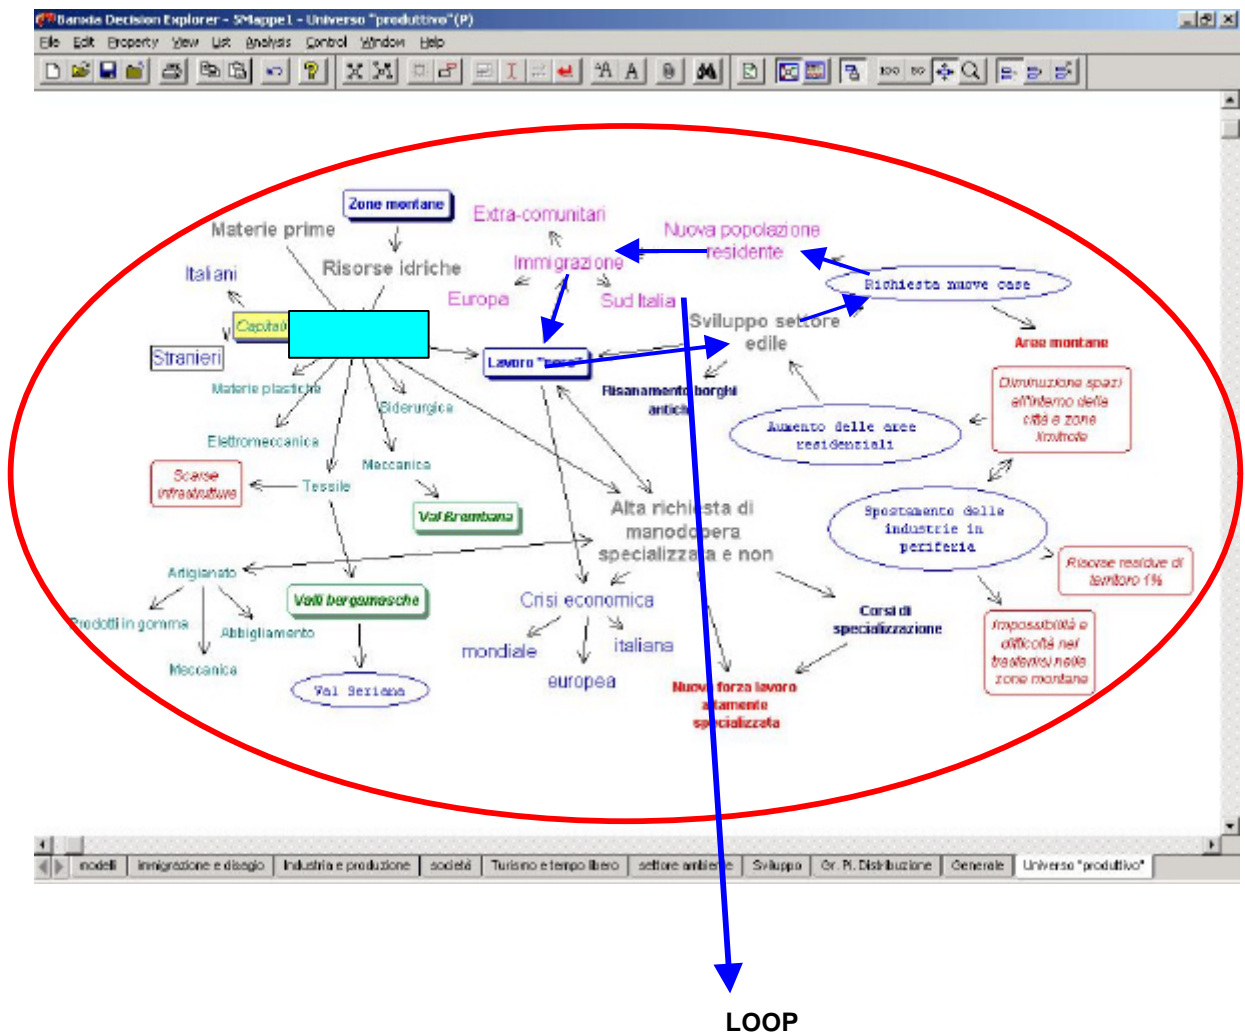 Banxia Decision Explorer - SMappe1 - Universo "produttivo"(P)
File Edit Property View List Analysis Control Window Help
Zone montane
Extra-comunitari
Nuova popolazione
residente
Materie prime
Italiani
Risorse idriche
Immigrazione
Richiesta nuove case
Europa
Sud Italia
Capitali
Sviluppo settore
edile
Stranieri
Lavoro "nero"
Aree montane
Materie plastiche
Siderurgica
Risanamento borghi
antichi
Diminuzione spazi
all'interno della
città e zone
limitrofe
Aumento delle aree
residenziali
Elettromeccanica
Meccanica
Scarse
infrastrutture
Tessile
Val Brembana
Alta richiesta di
manodopera
specializzata e non
Spostamento delle
industrie in
periferia
Risorse residue di
territorio 1%
Artigianato
Valli bergamasche
Crisi economica
Corsi di
specializzazione
Prodotti in gomma
Abbigliamento
Impossibilità e
difficoltà nel
trasferirsi nelle
zone montane
mondiale
italiana
Meccanica
Val Seriana
europea
Nuova forza lavoro
altamente
specializzata
modelli immigrazione e disagio Industria e produzione società Turismo e tempo libero settore ambiente Sviluppo Gr. Pi. Distribuzione Generale Universo "produttivo"
LOOP